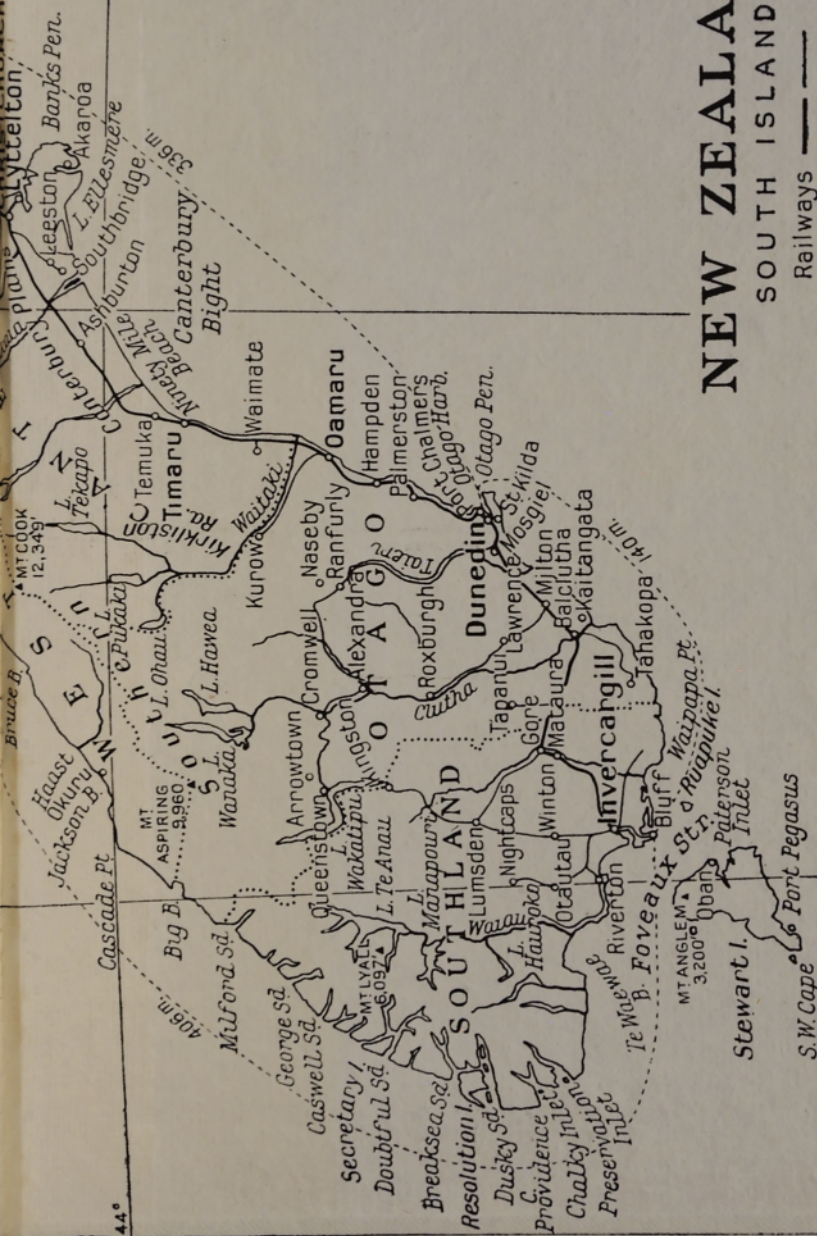 Lyttelton
Banks Pen.
Leeston
Akaroa
L. Ellesmere
Southbridge
336 m.
Plains
Ashburton
Canterbury
Ninety Mile
Beach
Canterbury
Bight
MT COOK
12,349'
L.
Tekapo
Temuka
Timaru
Waimate
Kirkliston
Ra.
Waitaki
Kurow
Oamaru
Hampden
Palmerston
Port Chalmers
Otago Harb.
Otago Pen.
St. Kilda
Mosgiel
Dunedin
Naseby
Ranfurly
Taieri
OTAGO
Bruce B.
WES
Southern
L.
Pukaki
L. Ohau
L. Hawea
L.
Wanaka
Haast
Okuru
Jackson B.
MT
ASPIRING
9,960
Cascade Pt
Big B.
406 m.
Milford Sd
George Sd
Caswell Sd
Secretary I.
Doubtful Sd
Breaksea Sd
Resolution I.
Dusky Sd
C.
Providence
Chalky Inlet
Preservation
Inlet
44°
Arrowtown
Cromwell
Alexandra
Roxburgh
Clutha
Queenstown
Kingston
L.
Wakatipu
L. Te Anau
MT LYALL
6,097'
L.
Manapouri
SOUTHLAND
Lumsden
Nightcaps
Winton
Otautau
Waiau
L.
Hauroko
Riverton
Te Waewae
B.
Tapanui
Gore
Mataura
Lawrence
Milton
Balclutha
Kaitangata
140 m.
Tahakopa
Invercargill
Bluff
Waipapa Pt
Ruapuke I.
Foveaux Str.
Paterson
Inlet
MT ANGLEM
3,200'
Oban
Stewart I.
Port Pegasus
S.W. Cape
NEW ZEALA
SOUTH ISLAND
Railways